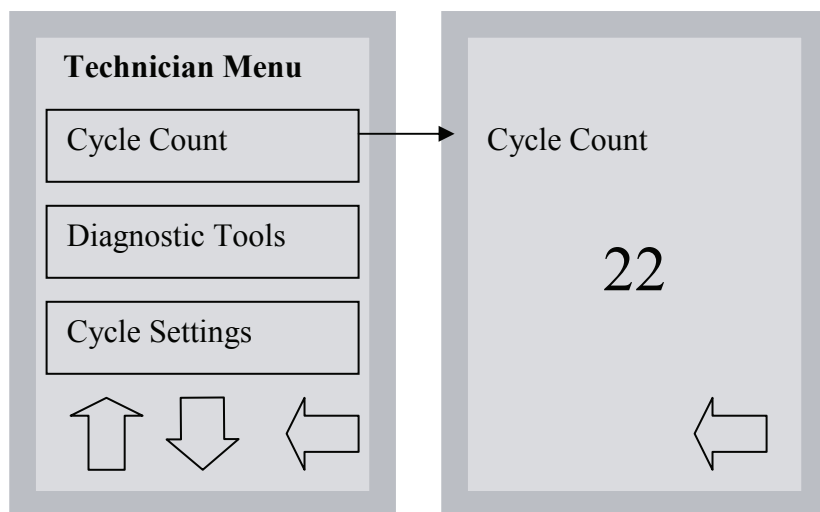 Technician Menu
Cycle Count
Diagnostic Tools
Cycle Settings
Cycle Count
22